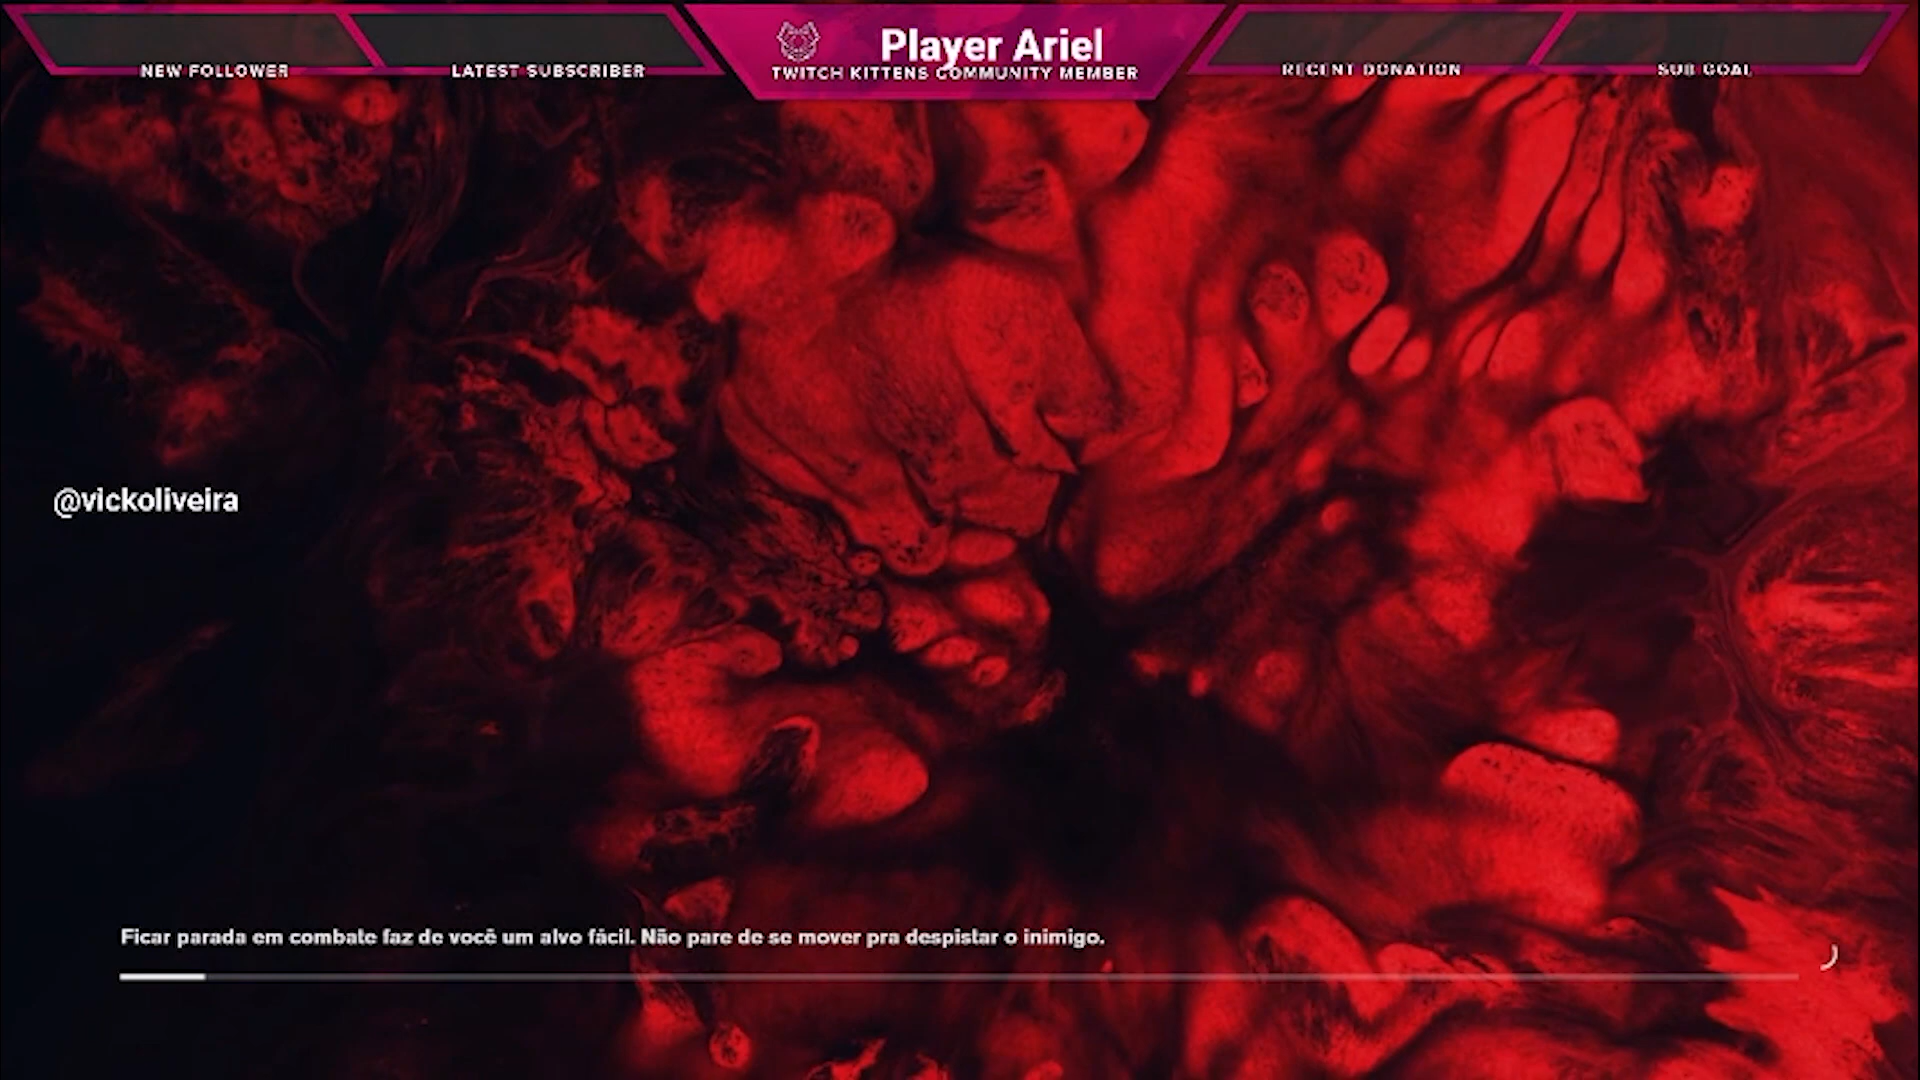 Player Ariel
TWITCH KITTENS COMMUNITY MEMBER
NEW FOLLOWER
LATEST SUBSCRIBER
RECENT DONATION
SUB GOAL
@vickoliveira
Ficar parada em combate faz de você um alvo fácil. Não pare de se mover pra despistar o inimigo.